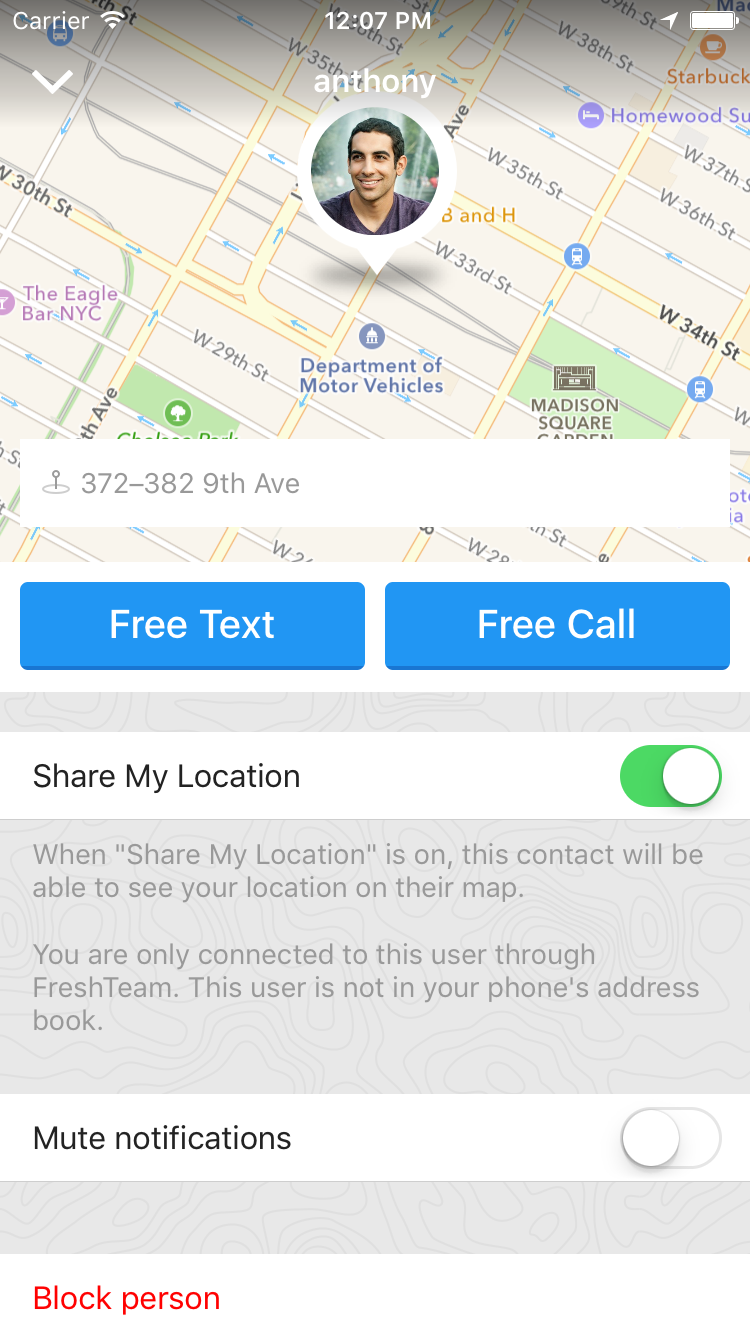 Carrier
12:07 PM
anthony
W 38th St
W 35th St
Starbuck
Homewood Su
W 37th S
W 36th St
W 35th St
Ave
W 30th St
B and H
W 33rd St
The Eagle
Bar NYC
W 34th St
W 29th St
Department of
Motor Vehicles
MADISON
SQUARE
GARDEN
th Ave
Chelsea Park
372–382 9th Ave
Free Text
Free Call
Share My Location
When "Share My Location" is on, this contact will be
able to see your location on their map.
You are only connected to this user through
FreshTeam. This user is not in your phone's address
book.
Mute notifications
Block person